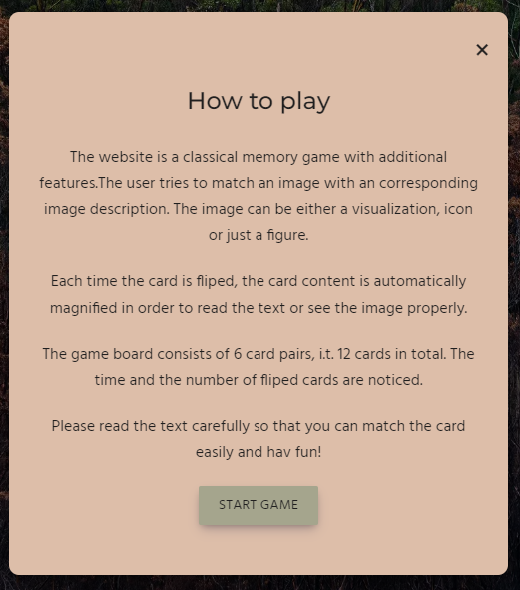 ×
How to play
The website is a classical memory game with additional
features.The user tries to match an image with an corresponding
image description. The image can be either a visualization, icon
or just a figure.
Each time the card is fliped, the card content is automatically
magnified in order to read the text or see the image properly.
The game board consists of 6 card pairs, i.t. 12 cards in total. The
time and the number of fliped cards are noticed.
Please read the text carefully so that you can match the card
easily and hav fun!
START GAME